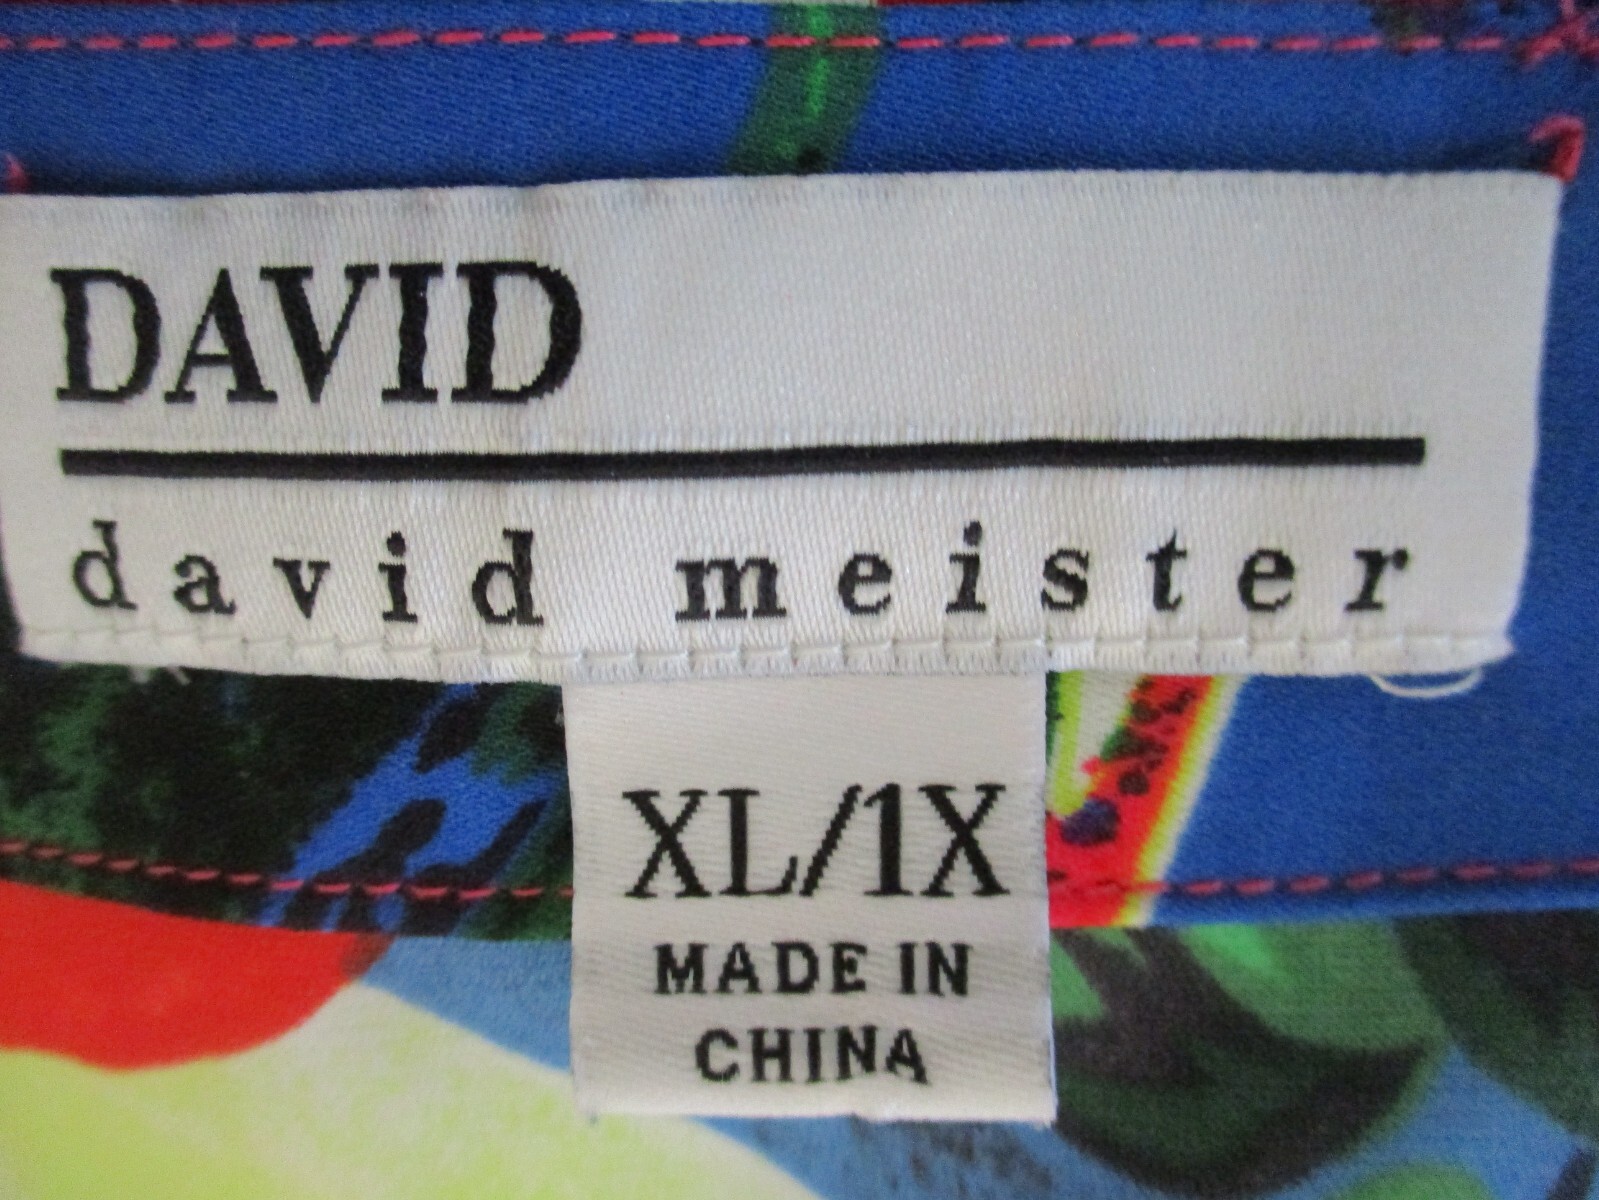 DAVID
david meister
XL/1X
MADE IN
CHINA